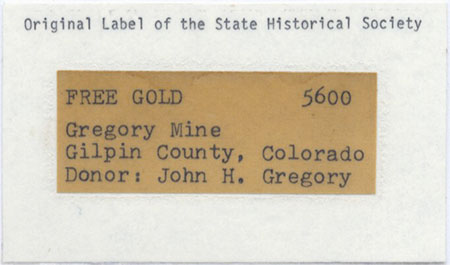 Original Label of the State Historical Society
FREE GOLD 5600
Gregory Mine
Gilpin County, Colorado
Donor: John H. Gregory